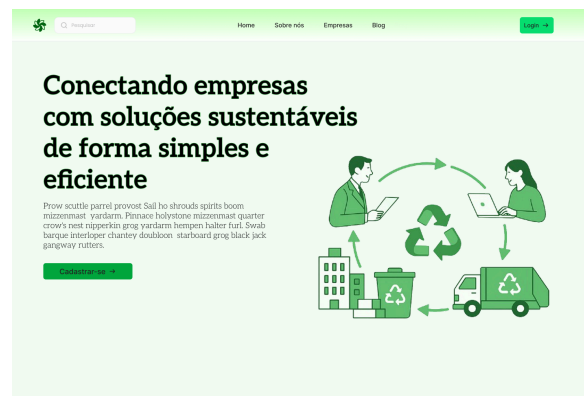 Pesquisar
Home
Sobre nós
Empresas
Blog
Login →
Conectando empresas
com soluções sustentáveis
de forma simples e
eficiente
Prow scuttle parrel provost Sail ho shrouds spirits boom
mizzenmast yardarm. Pinnace holystone mizzenmast quarter
crow's nest nipperkin grog yardarm hempen halter furl. Swab
barque interloper chantey doubloon starboard grog black jack
gangway rutters.
Cadastrar-se →